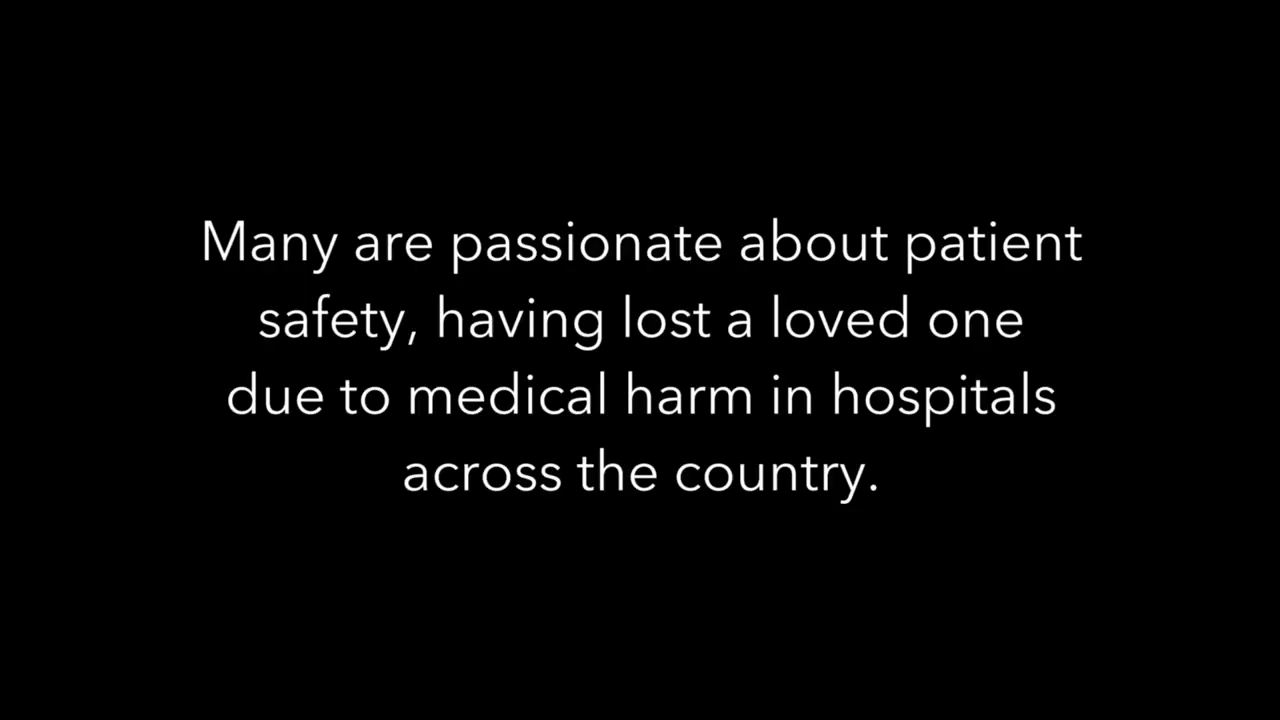 Many are passionate about patient
safety, having lost a loved one
due to medical harm in hospitals
across the country.